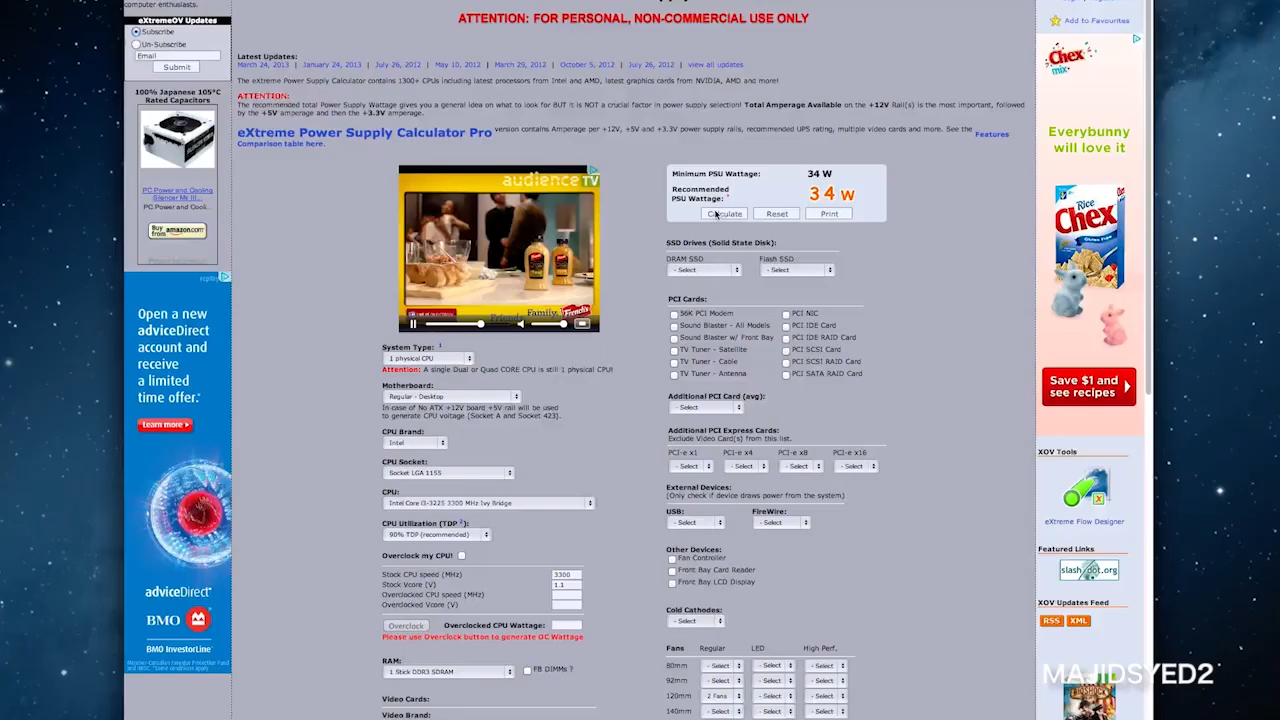 computer enthusiasts.
eXtremeOV Updates
Subscribe
Un-Subscribe
Email
Submit
100% Japanese 105°C
Rated Capacitors
PC Power and Cooling
Silencer Mk III...
PC Power and Cook...
Buy from amazon.com
Open a new
adviceDirect™
account and
receive
a limited
time offer.*
Learn more ▸
adviceDirect™
BMO
BMO InvestorLine®
ATTENTION: FOR PERSONAL, NON-COMMERCIAL USE ONLY
Latest Updates:
March 24, 2013 | January 24, 2013 | July 26, 2012 | May 10, 2012 | March 29, 2012 | October 5, 2012 | July 26, 2012 | view all updates
The eXtreme Power Supply Calculator contains 1300+ CPUs including latest processors from Intel and AMD, latest graphics cards from NVIDIA, AMD and more!
ATTENTION:
The recommended total Power Supply Wattage gives you a general idea on what to look for BUT it is NOT a crucial factor in power supply selection! Total Amperage Available on the +12V Rail(s) is the most important, followed
by the +5V amperage and then the +3.3V amperage.
eXtreme Power Supply Calculator Pro version contains Amperage per +12V, +5V and +3.3V power supply rails, recommended UPS rating, multiple video cards and more. See the Features
Comparison table here.
audience TV
Friends Family French's
System Type: 1
1 physical CPU
Attention: A single Dual or Quad CORE CPU is still 1 physical CPU!
Motherboard:
Regular - Desktop
In case of No ATX +12V board +5V rail will be used
to generate CPU voltage (Socket A and Socket 423).
CPU Brand:
Intel
CPU Socket:
Socket LGA 1155
CPU:
Intel Core i3-3225 3300 MHz Ivy Bridge
CPU Utilization (TDP 2):
90% TDP (recommended)
Overclock my CPU!
Stock CPU speed (MHz) 3300
Stock Vcore (V) 1.1
Overclocked CPU speed (MHz)
Overclocked Vcore (V)
Overclock Overclocked CPU Wattage:
Please use Overclock button to generate OC Wattage
RAM:
1 Stick DDR3 SDRAM FB DIMMs ?
Video Cards:
Video Brand:
Minimum PSU Wattage: 34 W
Recommended
PSU Wattage: * 34 W
Calculate Reset Print
SSD Drives (Solid State Disk):
DRAM SSD Flash SSD
- Select - Select
PCI Cards:
56K PCI Modem PCI NIC
Sound Blaster - All Models PCI IDE Card
Sound Blaster w/ Front Bay PCI IDE RAID Card
TV Tuner - Satellite PCI SCSI Card
TV Tuner - Cable PCI SCSI RAID Card
TV Tuner - Antenna PCI SATA RAID Card
Additional PCI Card (avg):
- Select
Additional PCI Express Cards:
Exclude Video Card(s) from this list.
PCI-e x1 PCI-e x4 PCI-e x8 PCI-e x16
- Select - Select - Select - Select
External Devices:
(Only check if device draws power from the system)
USB: FireWire:
- Select - Select
Other Devices:
Fan Controller
Front Bay Card Reader
Front Bay LCD Display
Cold Cathodes:
- Select
Fans Regular LED High Perf.
80mm - Select - Select - Select
92mm - Select - Select - Select
120mm 2 Fans - Select - Select
140mm - Select - Select - Select
Add to Favourites
Chex mix
Everybunny
will love it
Rice
Chex
Gluten Free
Save $1 and
see recipes
XOV Tools
eXtreme Flow Designer
Featured Links
slashdot.org
XOV Updates Feed
RSS XML
MAJIDSYED2